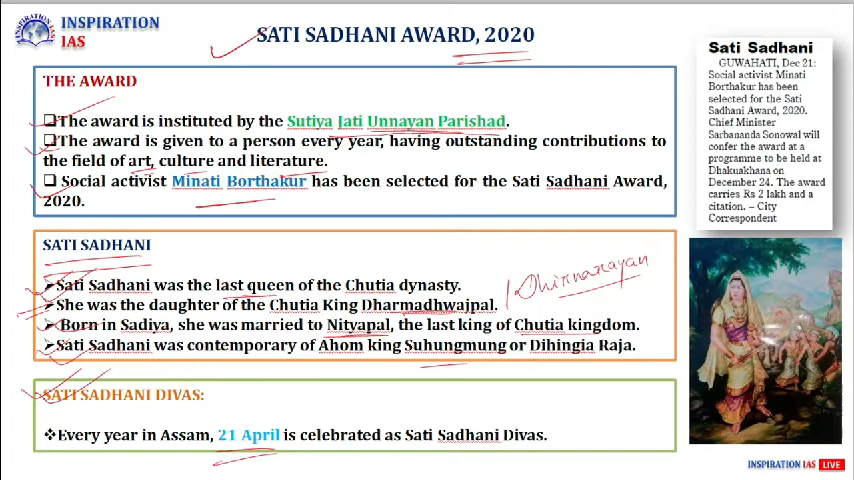 INSPIRATION
IAS
INSPIRATION IAS
SATI SADHANI AWARD, 2020
THE AWARD
❑The award is instituted by the Sutiya Jati Unnayan Parishad.
❑The award is given to a person every year, having outstanding contributions to
the field of art, culture and literature.
❑ Social activist Minati Borthakur has been selected for the Sati Sadhani Award,
2020.
SATI SADHANI
➢Sati Sadhani was the last queen of the Chutia dynasty.
➢She was the daughter of the Chutia King Dharmadhwajpal. / Dhirnarayan
➢ Born in Sadiya, she was married to Nityapal, the last king of Chutia kingdom.
➢Sati Sadhani was contemporary of Ahom king Suhungmung or Dihingia Raja.
SATI SADHANI DIVAS:
❖Every year in Assam, 21 April is celebrated as Sati Sadhani Divas.
Sati Sadhani
GUWAHATI, Dec 21:
Social activist Minati
Borthakur has been
selected for the Sati
Sadhani Award, 2020.
Chief Minister
Sarbananda Sonowal will
confer the award at a
programme to be held at
Dhakuakhana on
December 24. The award
carries Rs 2 lakh and a
citation. – City
Correspondent
INSPIRATION IAS LIVE